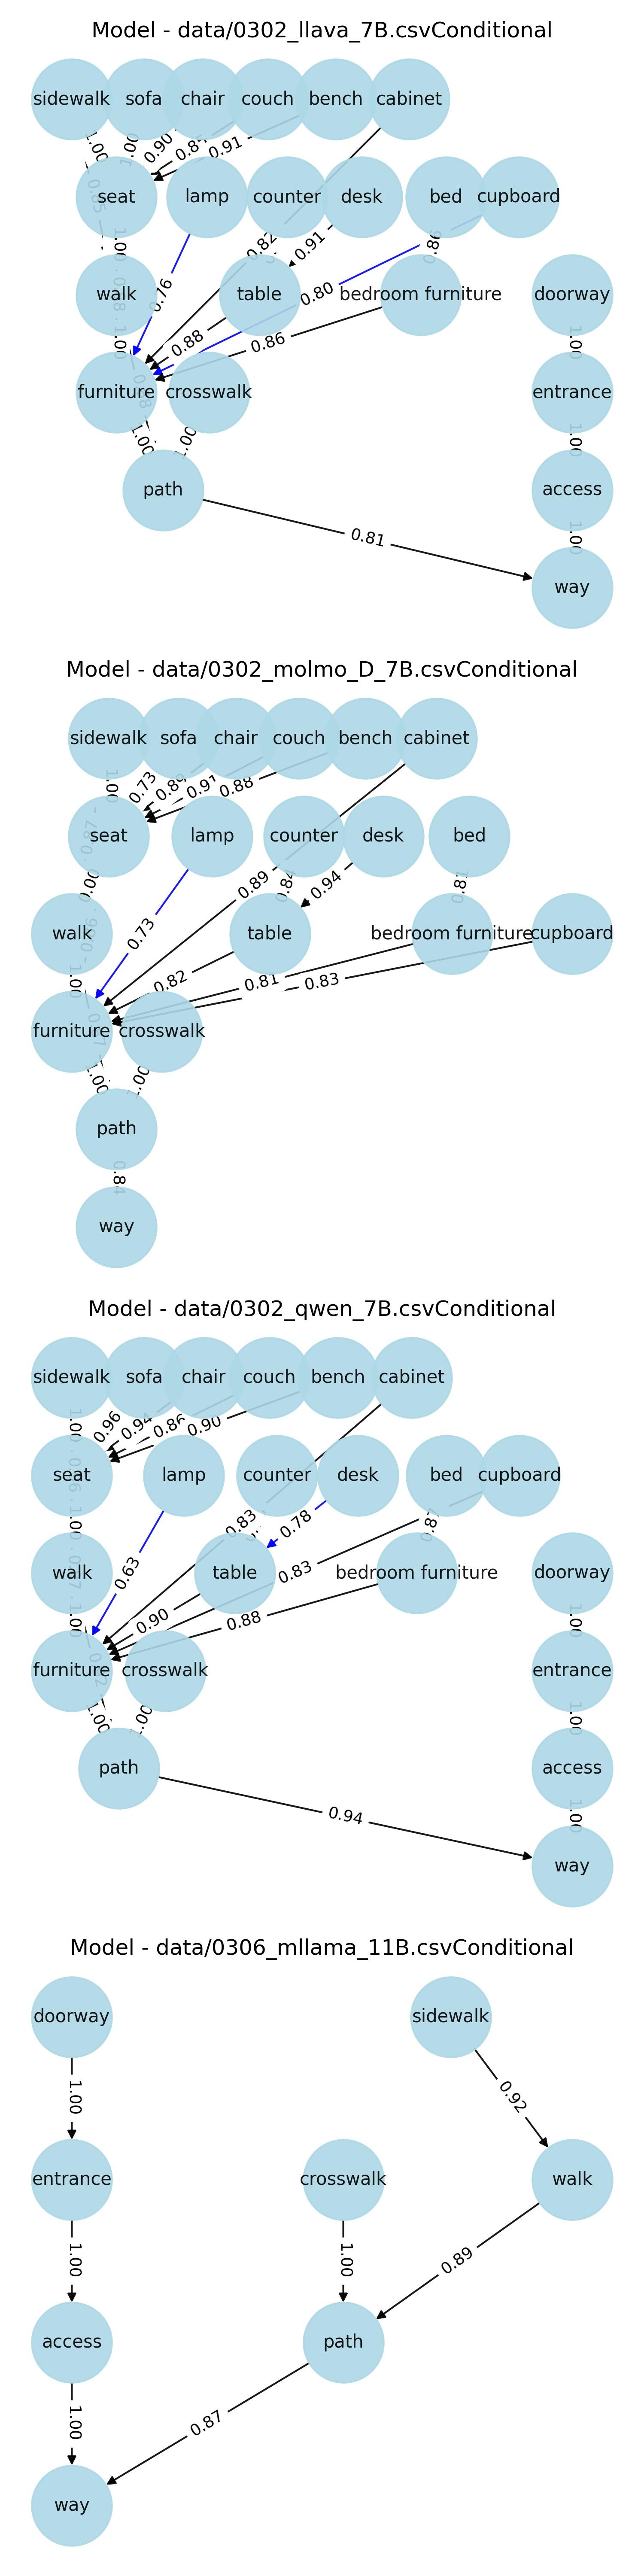 Model - data/0302_llava_7B.csvConditional
sidewalk sofa chair couch bench cabinet
1.00 1.00 0.90 0.91
seat lamp counter desk bed cupboard
1.00 0.82 0.91 0.86
walk table bedroom furniture doorway
0.76 0.80
1.00 0.88 0.86 1.00
furniture crosswalk entrance
1.00 1.00 1.00
path access
0.81 1.00
way
Model - data/0302_molmo_D_7B.csvConditional
sidewalk sofa chair couch bench cabinet
1.00 0.73 0.88
seat lamp counter desk bed
0.89 0.94
walk table bedroom furniture cupboard
0.73
1.00 0.82 0.81 0.83
furniture crosswalk
1.00 1.00
path
0.84
way
Model - data/0302_qwen_7B.csvConditional
sidewalk sofa chair couch bench cabinet
1.00 0.96 0.94 0.86 0.90
seat lamp counter desk bed cupboard
1.00 0.83 0.78
walk table bedroom furniture doorway
0.63 0.83
1.00 0.90 0.88 1.00
furniture crosswalk entrance
1.00 1.00 1.00
path access
0.94 1.00
way
Model - data/0306_mllama_11B.csvConditional
doorway sidewalk
1.00 0.92
entrance crosswalk walk
1.00 1.00 0.89
access path
1.00 0.87
way